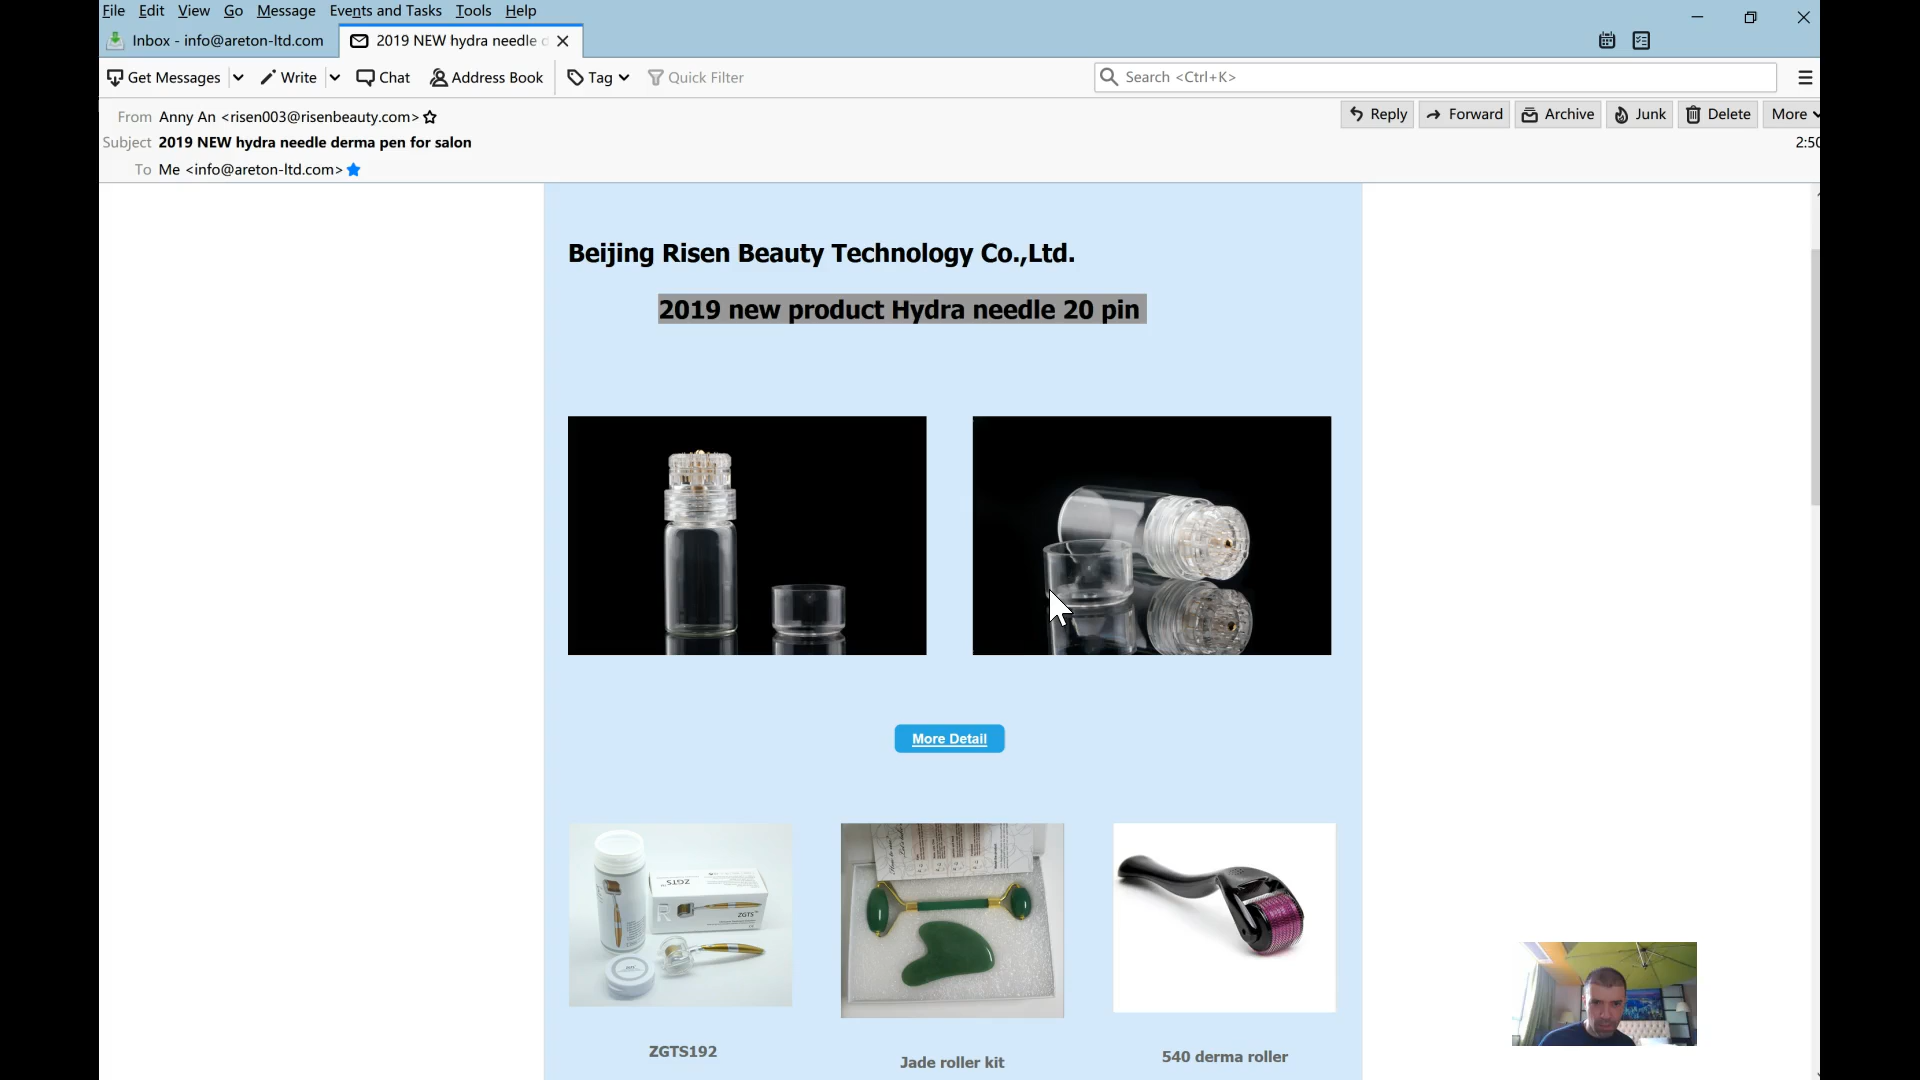 File Edit View Go Message Events and Tasks Tools Help
Inbox - info@areton-ltd.com 2019 NEW hydra needle
Get Messages Write Chat Address Book Tag Quick Filter Search <Ctrl+K>
From Anny An <risen003@risenbeauty.com> Reply Forward Archive Junk Delete More
Subject 2019 NEW hydra needle derma pen for salon 2:50
To Me <info@areton-ltd.com>
Beijing Risen Beauty Technology Co.,Ltd.
2019 new product Hydra needle 20 pin
More Detail
ZGTS
ZGTS
R
ZGTS192
Jade roller kit
540 derma roller